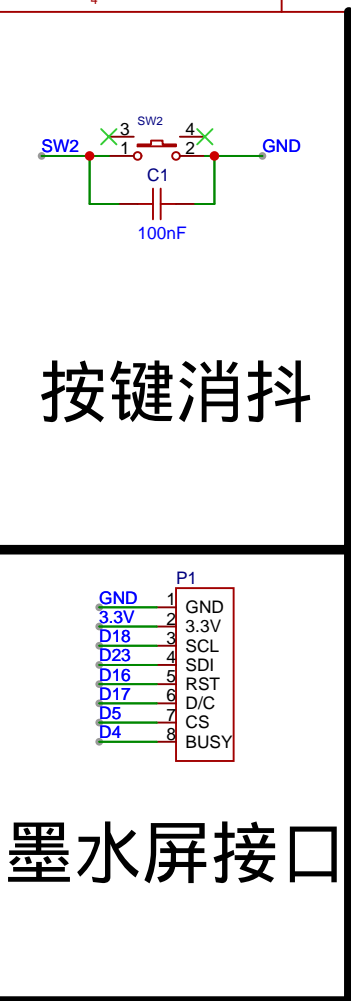 4
SW2
3 4
SW2 1 2 GND
C1
100nF
按键消抖
P1
GND 1 GND
3.3V 2 3.3V
D18 3 SCL
D23 4 SDI
D16 5 RST
D17 6 D/C
D5 7 CS
D4 8 BUSY
墨水屏接口